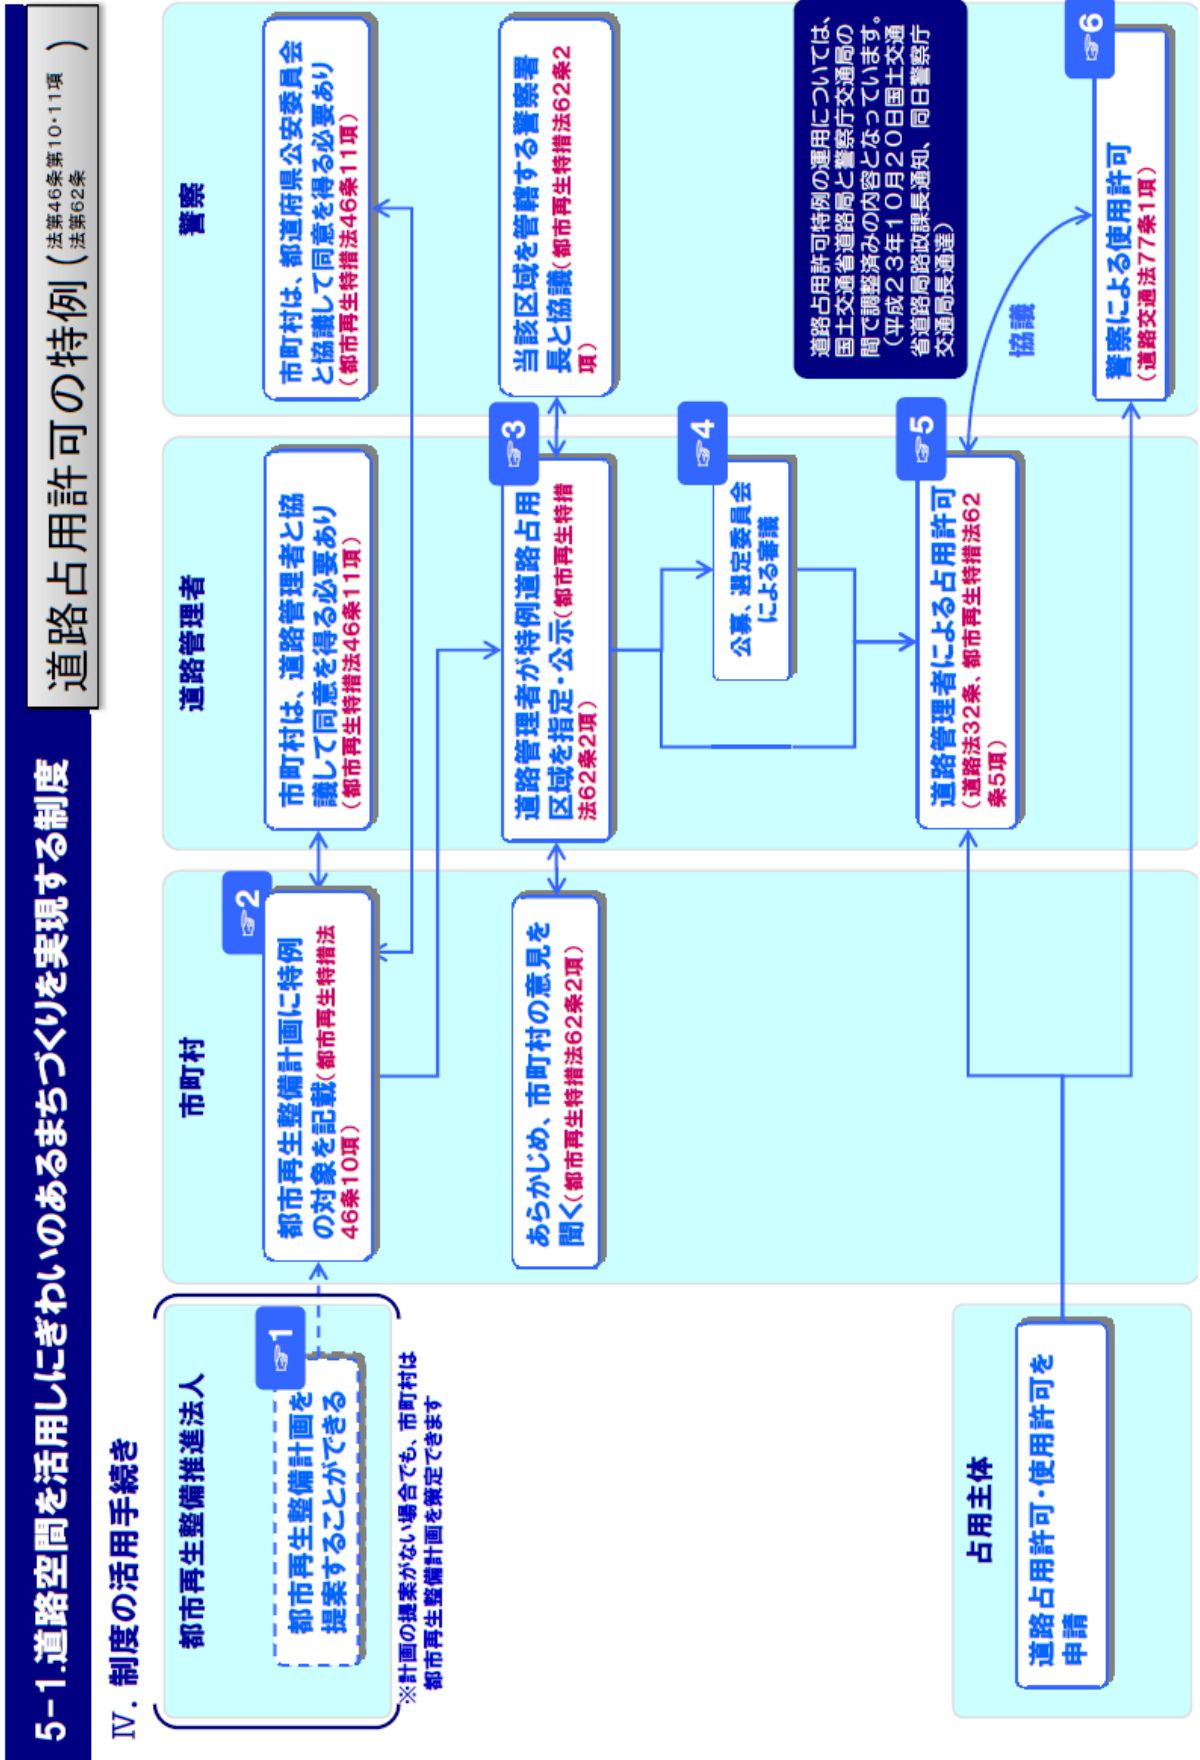 5-1.道路空間を活用しにぎわいのあるまちづくりを実現する制度
道路占用許可の特例(法第46条第10・11項
法第62条)
Ⅳ. 制度の活用手続き
都市再生整備推進法人
☞1
都市再生整備計画を
提案することができる
※計画の提案がない場合でも、市町村は
都市再生整備計画を策定できます
市町村
☞2
都市再生整備計画に特例
の対象を記載(都市再生特措法
46条10項)
あらかじめ、市町村の意見を
聞く(都市再生特措法62条2項)
道路管理者
市町村は、道路管理者と協
議して同意を得る必要あり
(都市再生特措法46条11項)
☞3
道路管理者が特例道路占用
区域を指定・公示(都市再生特措
法62条2項)
☞4
公募、選定委員会
による審議
☞5
道路管理者による占用許可
(道路法32条、都市再生特措法62
条5項)
警察
市町村は、都道府県公安委員会
と協議して同意を得る必要あり
(都市再生特措法46条11項)
当該区域を管轄する警察署
長と協議(都市再生特措法62条2
項)
道路占用許可特例の運用については、
国土交通省道路局と警察庁交通局の
間で調整済みの内容となっています。
(平成23年10月20日国土交通
省道路局路政課長通知、同日警察庁
交通局長通達)
協議
☞6
警察による使用許可
(道路交通法77条1項)
占用主体
道路占用許可・使用許可を
申請